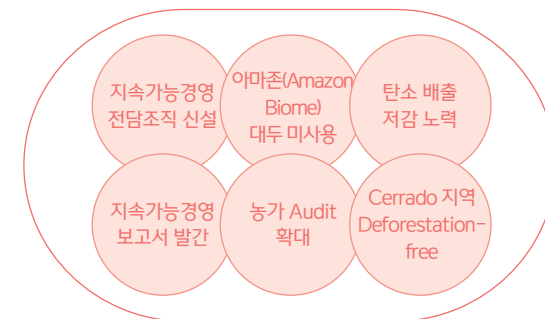 지속가능경영
전담조직 신설
아마존(Amazon
Biome)
대두 미사용
탄소 배출
저감 노력
지속가능경영
보고서 발간
농가 Audit
확대
Cerrado 지역
Deforestation-
free